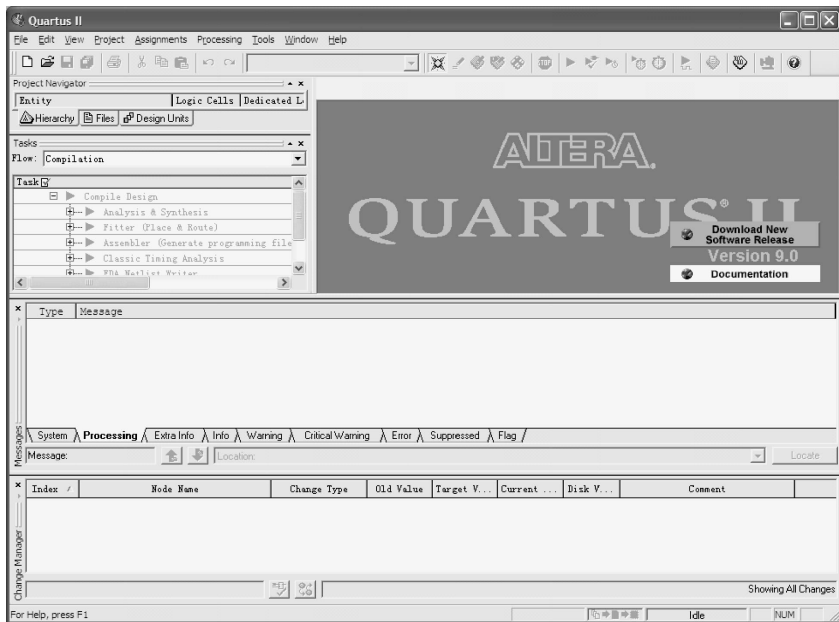 Quartus II
File Edit View Project Assignments Processing Tools Window Help
Project Navigator
Entity Logic Cells Dedicated L
Hierarchy Files Design Units
Tasks
Flow: Compilation
Task
Compile Design
Analysis & Synthesis
Fitter (Place & Route)
Assembler (Generate programming file
Classic Timing Analysis
EDA Netlist Writer
ALTERA.
QUARTUS® II
Download New
Software Release
Version 9.0
Documentation
Type Message
System Processing Extra Info Info Warning Critical Warning Error Suppressed Flag
Messages
Message: Location: Locate
Index Node Name Change Type Old Value Target V... Current ... Disk V... Comment
Change Manager
Showing All Changes
For Help, press F1 Idle NUM